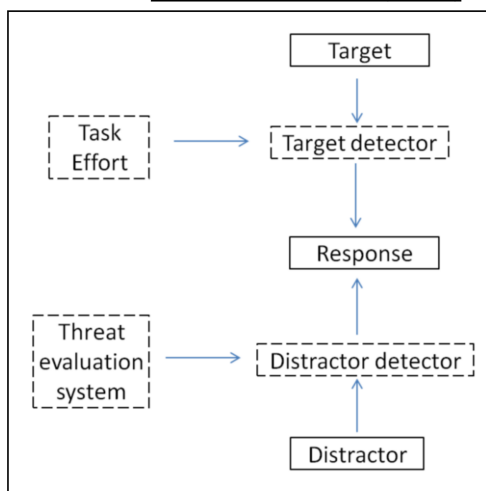 Target
Task
Effort
Target detector
Response
Threat
evaluation
system
Distractor detector
Distractor